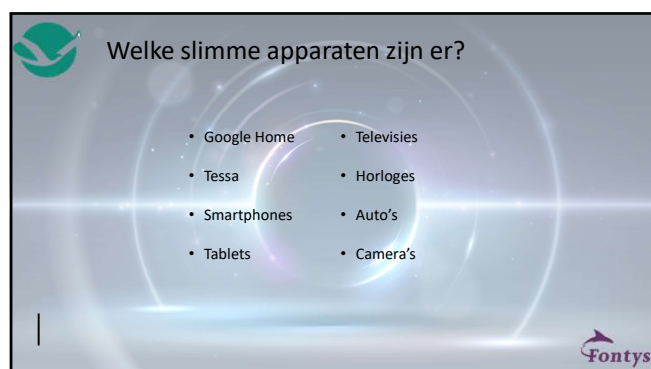 Welke slimme apparaten zijn er?
• Google Home
• Tessa
• Smartphones
• Tablets
• Televisies
• Horloges
• Auto’s
• Camera’s
Fontys